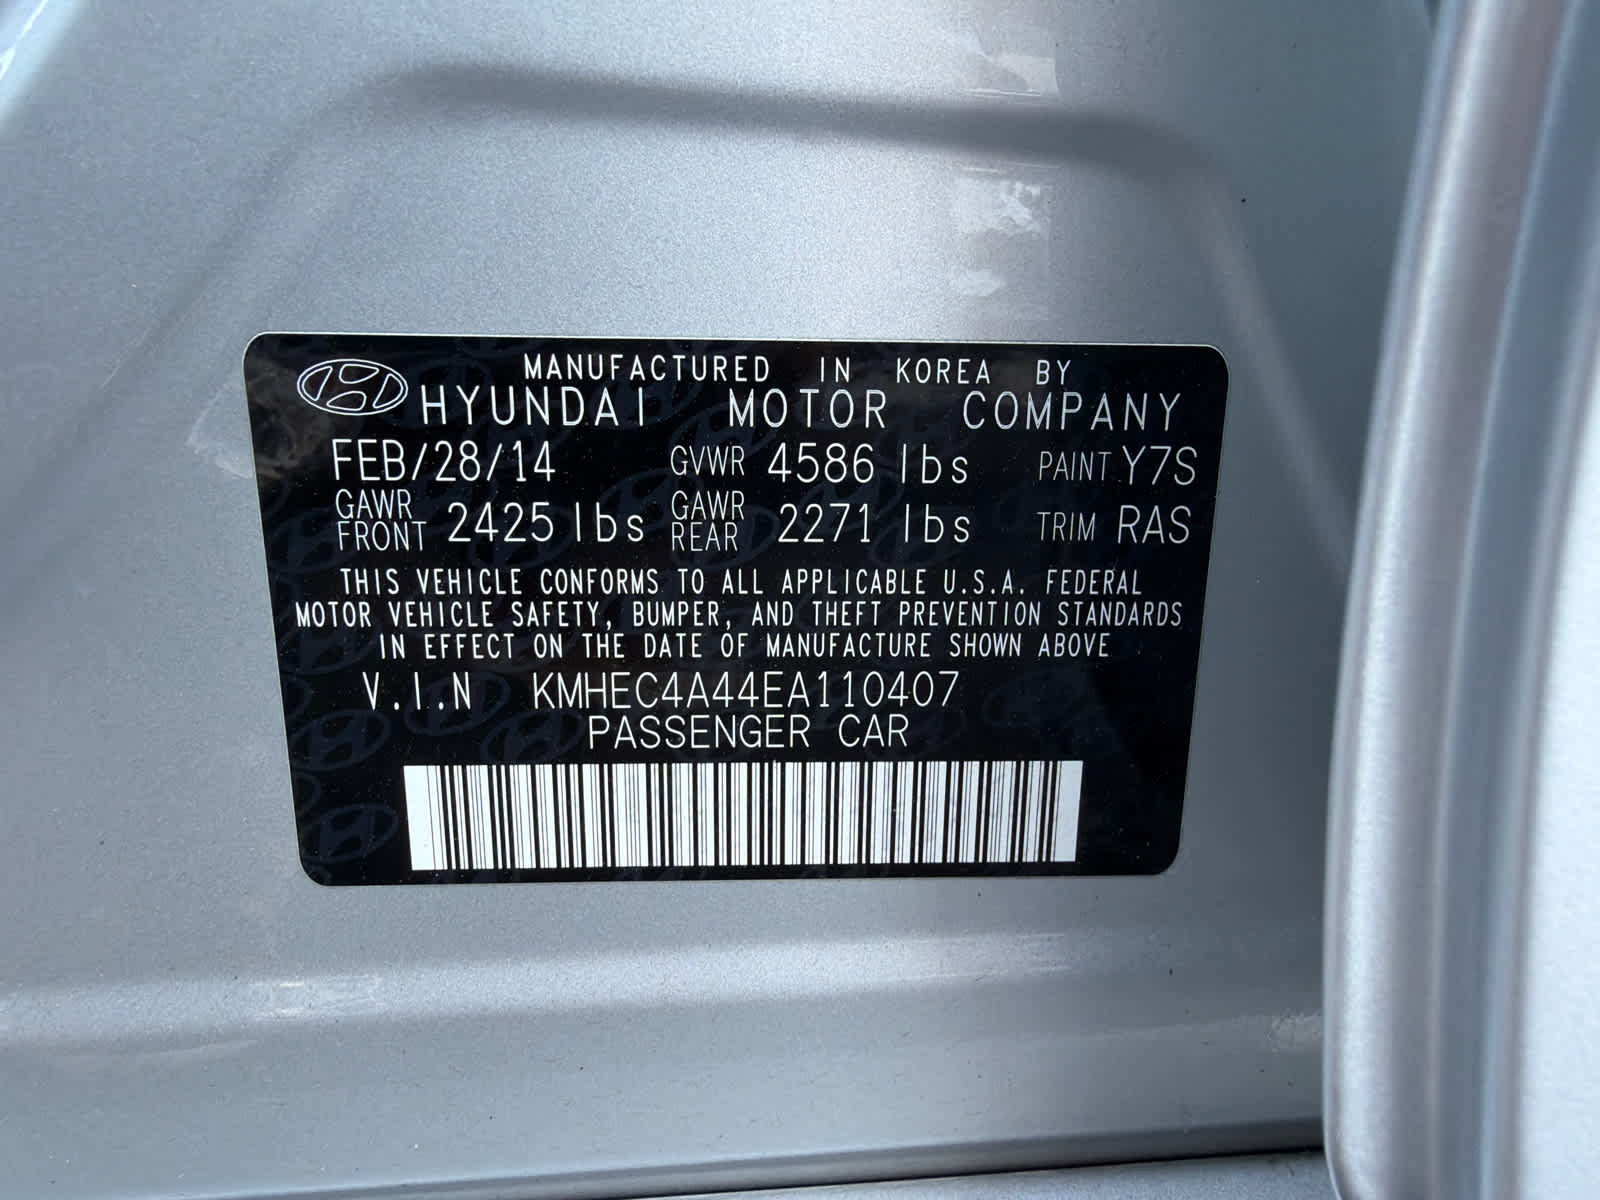 MANUFACTURED IN KOREA BY
HYUNDAI MOTOR COMPANY
FEB/28/14 GVWR 4586 lbs PAINT Y7S
GAWR FRONT 2425 lbs GAWR REAR 2271 lbs TRIM RAS
THIS VEHICLE CONFORMS TO ALL APPLICABLE U.S.A. FEDERAL
MOTOR VEHICLE SAFETY, BUMPER, AND THEFT PREVENTION STANDARDS
IN EFFECT ON THE DATE OF MANUFACTURE SHOWN ABOVE
V.I.N KMHEC4A44EA110407
PASSENGER CAR